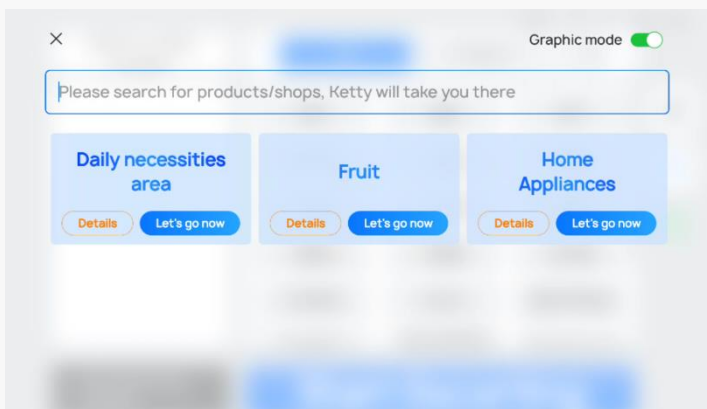 Graphic mode
Please search for products/shops, Ketty will take you there
Daily necessities
area
Details
Let's go now
Fruit
Details
Let's go now
Home
Appliances
Details
Let's go now